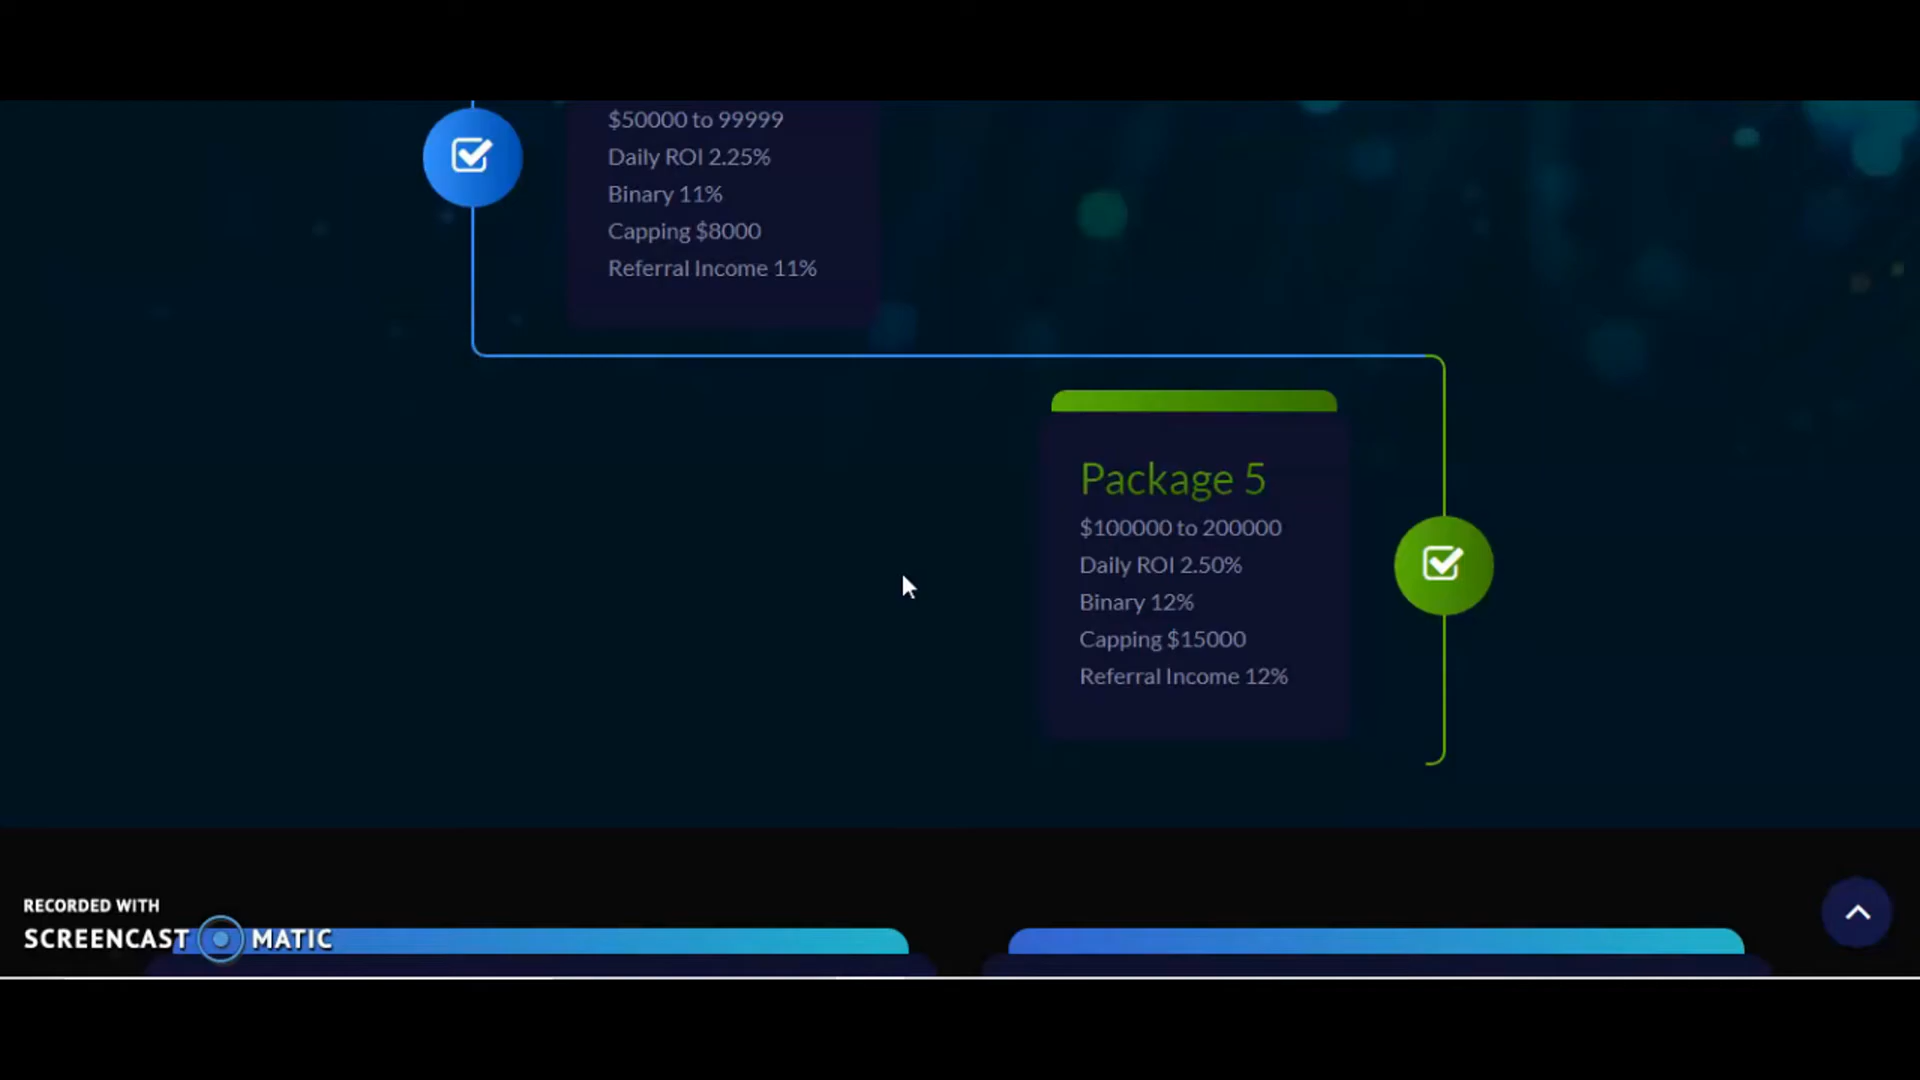 $50000 to 99999
Daily ROI 2.25%
Binary 11%
Capping $8000
Referral Income 11%
Package 5
$100000 to 200000
Daily ROI 2.50%
Binary 12%
Capping $15000
Referral Income 12%
RECORDED WITH
SCREENCAST MATIC